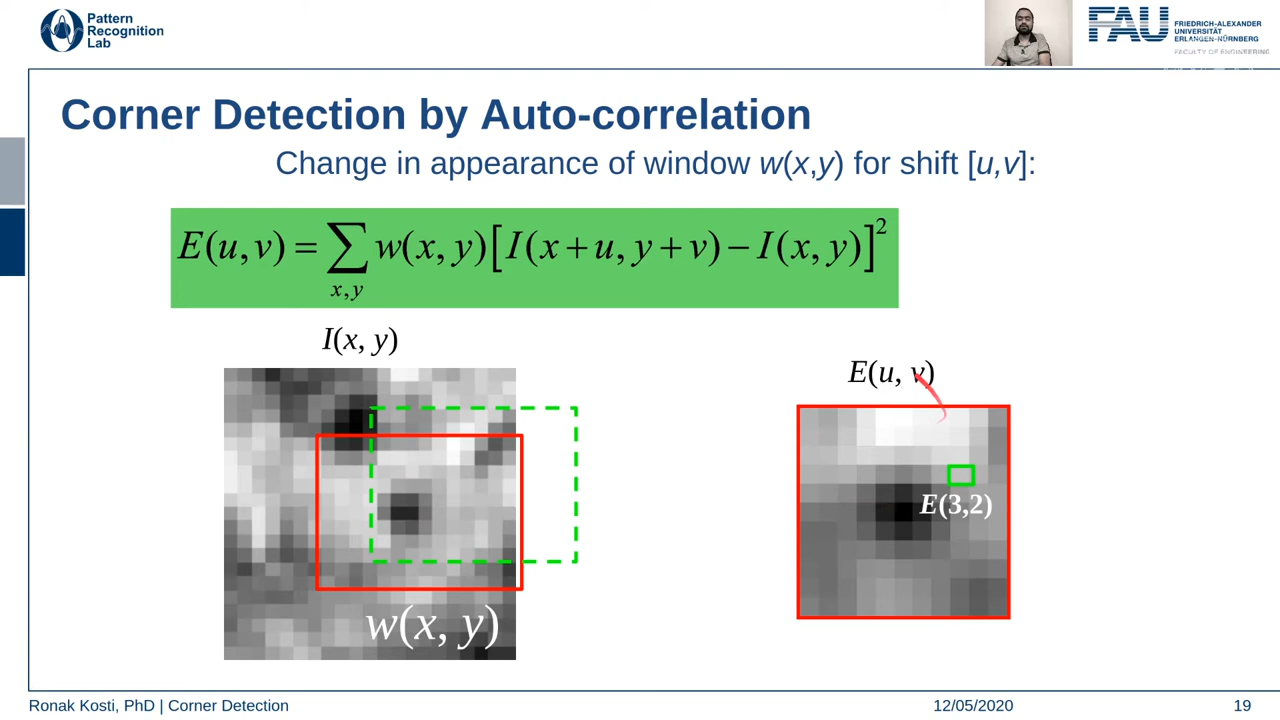 Pattern
Recognition
Lab
FAU
FRIEDRICH-ALEXANDER
UNIVERSITÄT
ERLANGEN-NÜRNBERG
FACULTY OF ENGINEERING
Corner Detection by Auto-correlation
Change in appearance of window w(x,y) for shift [u,v]:
E(u,v) = ∑ w(x,y)[I(x+u, y+v) − I(x,y)]²
x,y
I(x, y)
E(u, v)
E(3,2)
w(x, y)
Ronak Kosti, PhD | Corner Detection
12/05/2020
19